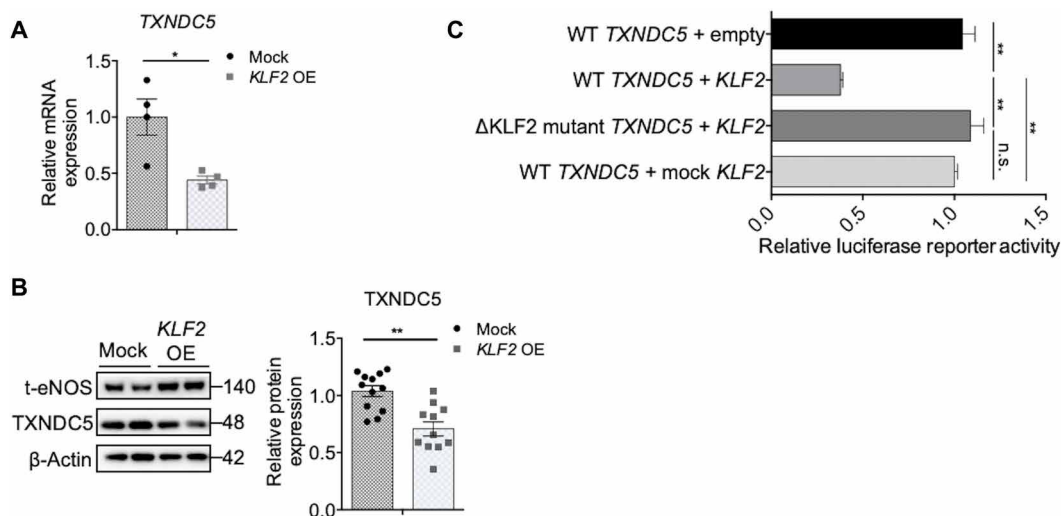 A
TXNDC5
Mock
KLF2 OE
*
Relative mRNA
expression
1.5
1.0
0.5
0.0
B
Mock
KLF2
OE
t-eNOS
140
TXNDC5
48
β-Actin
42
TXNDC5
Mock
KLF2 OE
**
Relative protein
expression
1.5
1.0
0.5
0.0
C
WT TXNDC5 + empty
WT TXNDC5 + KLF2
ΔKLF2 mutant TXNDC5 + KLF2
WT TXNDC5 + mock KLF2
**
**
n.s.
**
0.0
0.5
1.0
1.5
Relative luciferase reporter activity